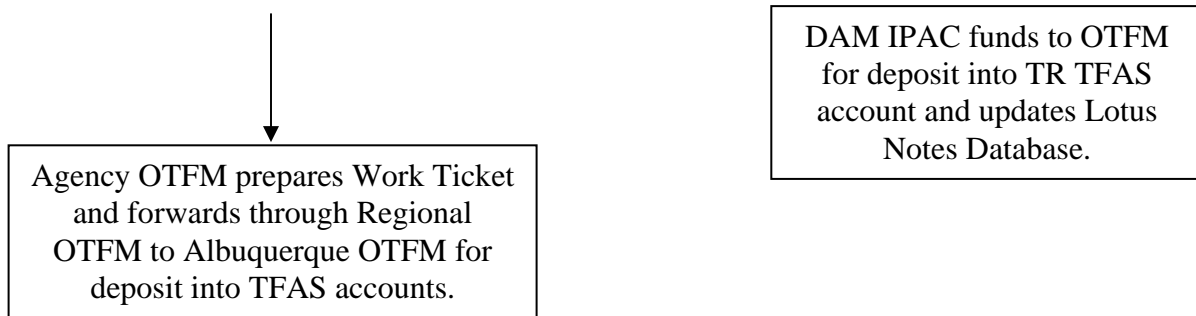 DAM IPAC funds to OTFM
for deposit into TR TFAS
account and updates Lotus
Notes Database.
Agency OTFM prepares Work Ticket
and forwards through Regional
OTFM to Albuquerque OTFM for
deposit into TFAS accounts.